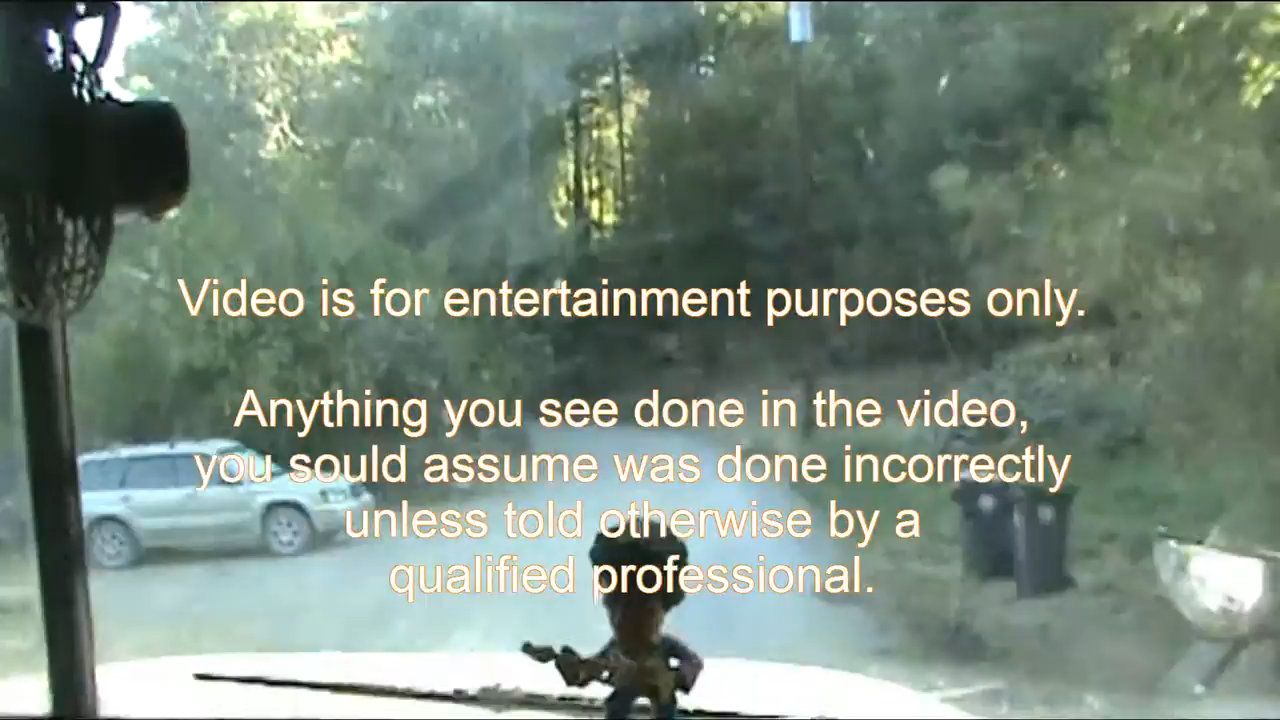 Video is for entertainment purposes only.
Anything you see done in the video,
you sould assume was done incorrectly
unless told otherwise by a
qualified professional.